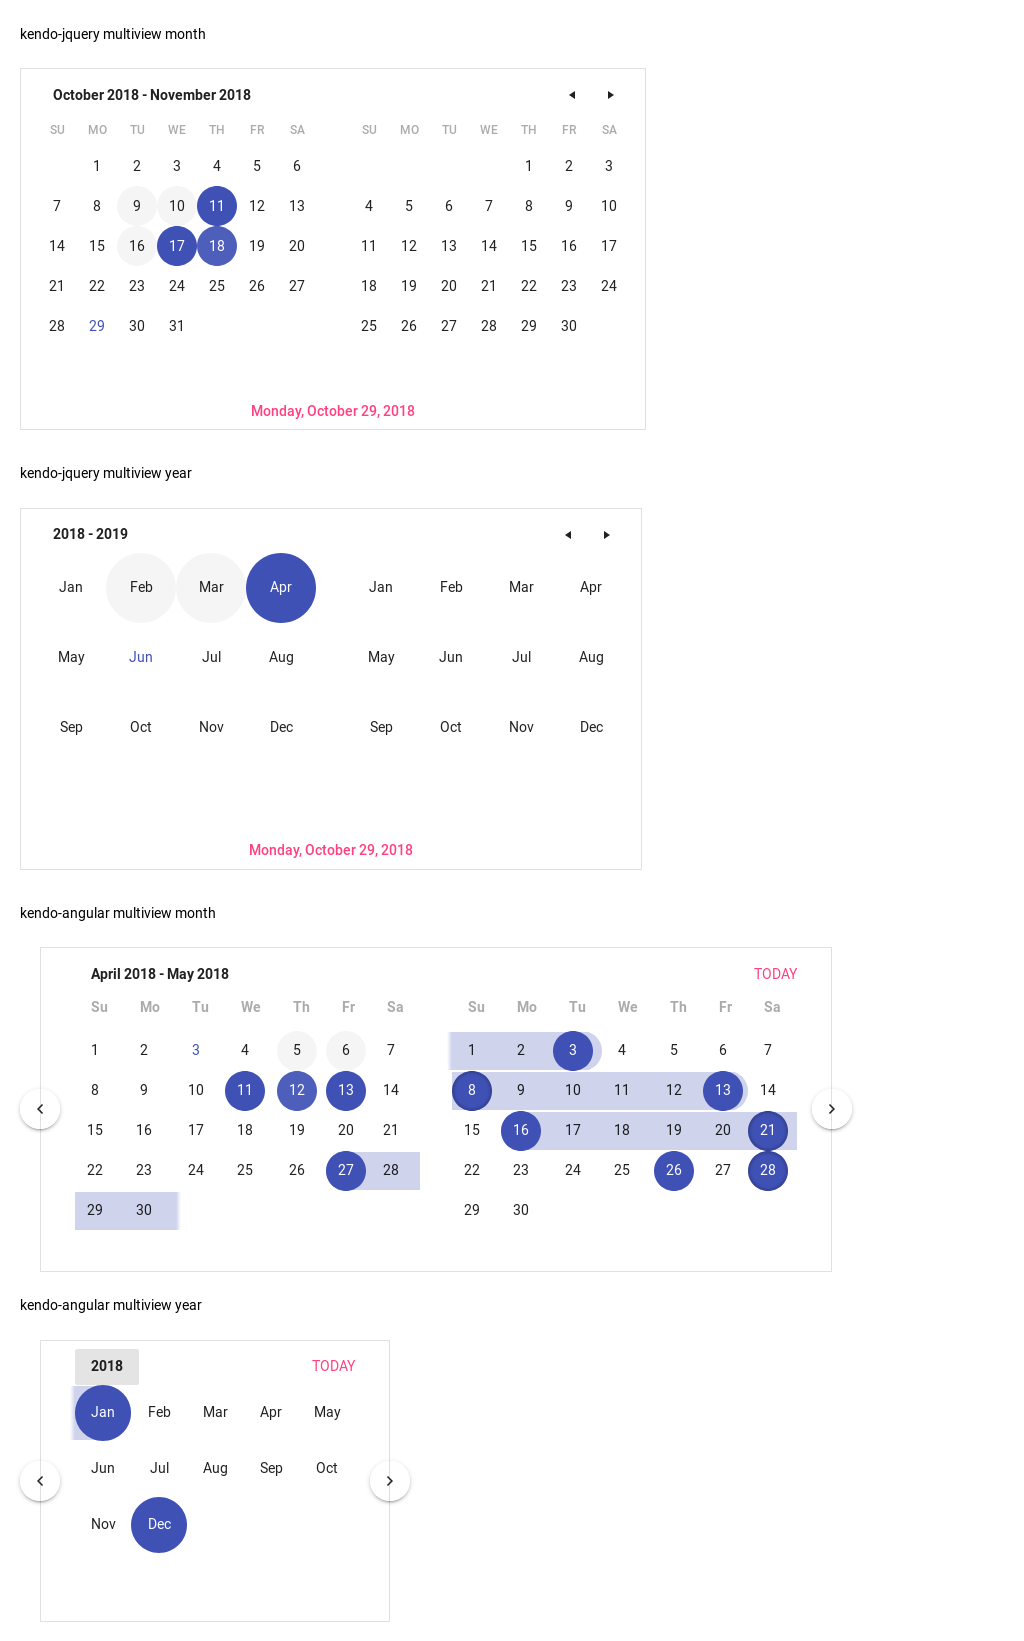 kendo-jquery multiview month
October 2018 - November 2018
SU MO TU WE TH FR SA SU MO TU WE TH FR SA
1 2 3 4 5 6 1 2 3
7 8 9 10 11 12 13 4 5 6 7 8 9 10
14 15 16 17 18 19 20 11 12 13 14 15 16 17
21 22 23 24 25 26 27 18 19 20 21 22 23 24
28 29 30 31 25 26 27 28 29 30
Monday, October 29, 2018
kendo-jquery multiview year
2018 - 2019
Jan Feb Mar Apr Jan Feb Mar Apr
May Jun Jul Aug May Jun Jul Aug
Sep Oct Nov Dec Sep Oct Nov Dec
Monday, October 29, 2018
kendo-angular multiview month
April 2018 - May 2018 TODAY
Su Mo Tu We Th Fr Sa Su Mo Tu We Th Fr Sa
1 2 3 4 5 6 7 1 2 3 4 5 6 7
8 9 10 11 12 13 14 8 9 10 11 12 13 14
15 16 17 18 19 20 21 15 16 17 18 19 20 21
22 23 24 25 26 27 28 22 23 24 25 26 27 28
29 30 29 30
kendo-angular multiview year
2018 TODAY
Jan Feb Mar Apr May
Jun Jul Aug Sep Oct
Nov Dec